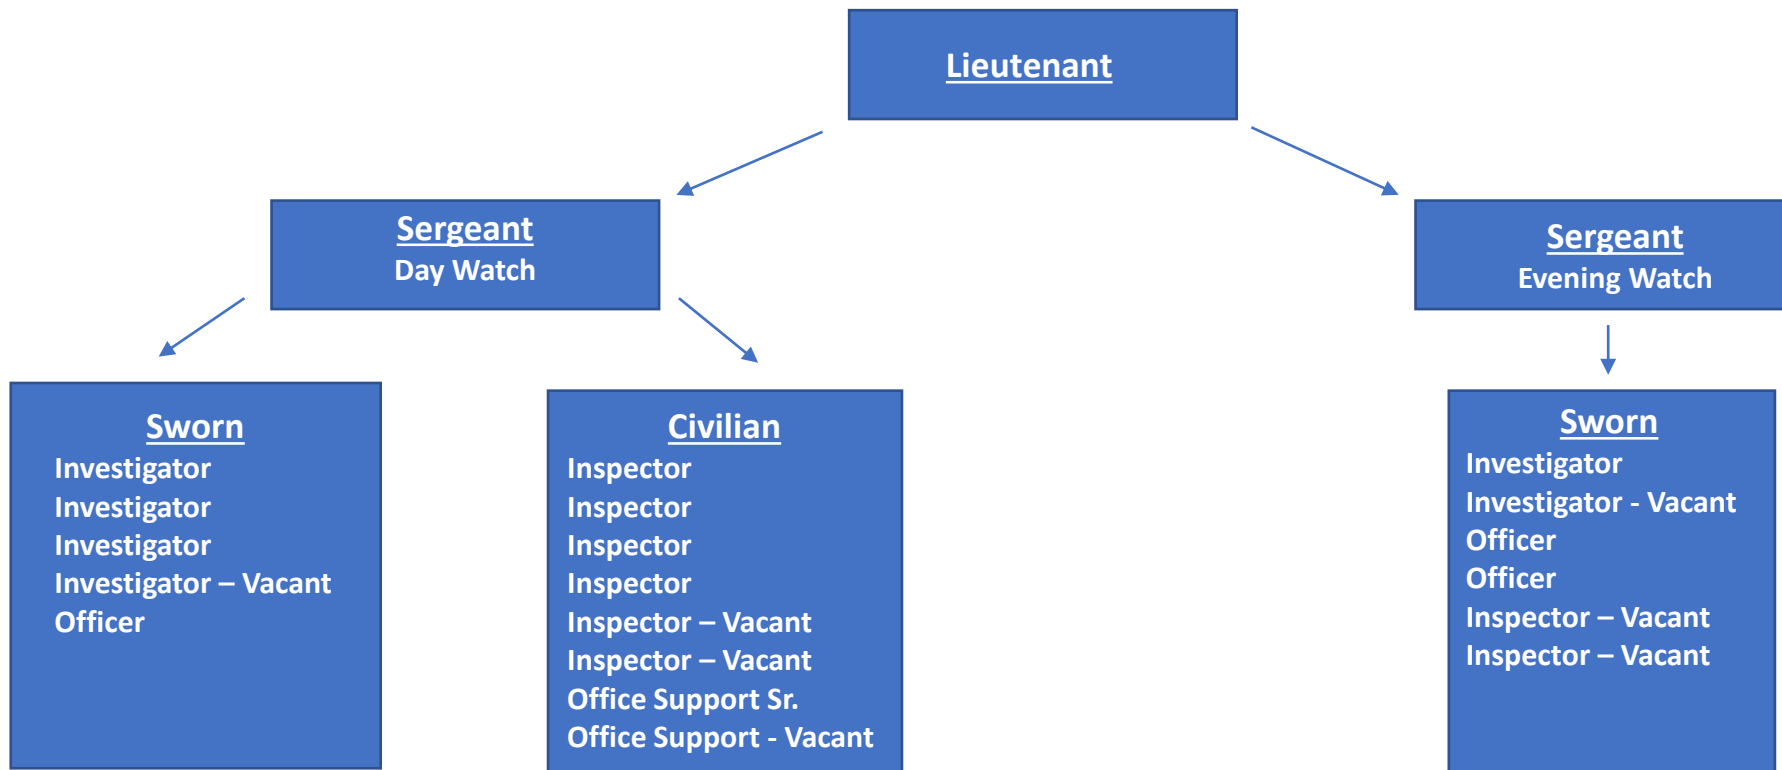 Lieutenant
Sergeant
Day Watch
Sergeant
Evening Watch
Sworn
Investigator
Investigator
Investigator
Investigator – Vacant
Officer
Civilian
Inspector
Inspector
Inspector
Inspector
Inspector – Vacant
Inspector – Vacant
Office Support Sr.
Office Support - Vacant
Sworn
Investigator
Investigator - Vacant
Officer
Officer
Inspector – Vacant
Inspector – Vacant